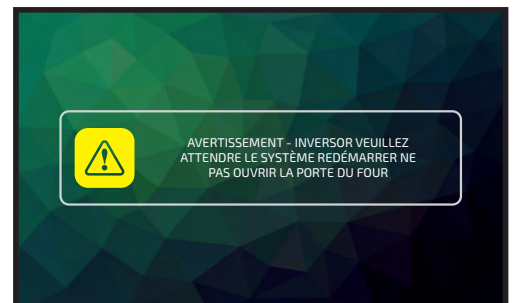 AVERTISSEMENT - INVERSOR VEUILLEZ
ATTENDRE LE SYSTÈME REDÉMARRER NE
PAS OUVRIR LA PORTE DU FOUR